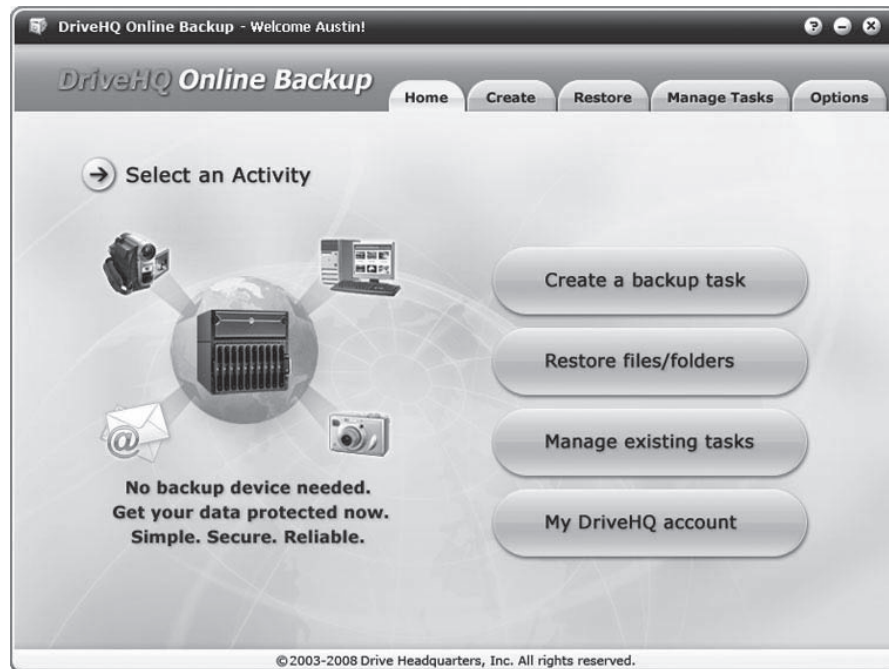 DriveHQ Online Backup - Welcome Austin!
DriveHQ Online Backup
Home Create Restore Manage Tasks Options
Select an Activity
Create a backup task
Restore files/folders
Manage existing tasks
My DriveHQ account
@
No backup device needed.
Get your data protected now.
Simple. Secure. Reliable.
©2003-2008 Drive Headquarters, Inc. All rights reserved.